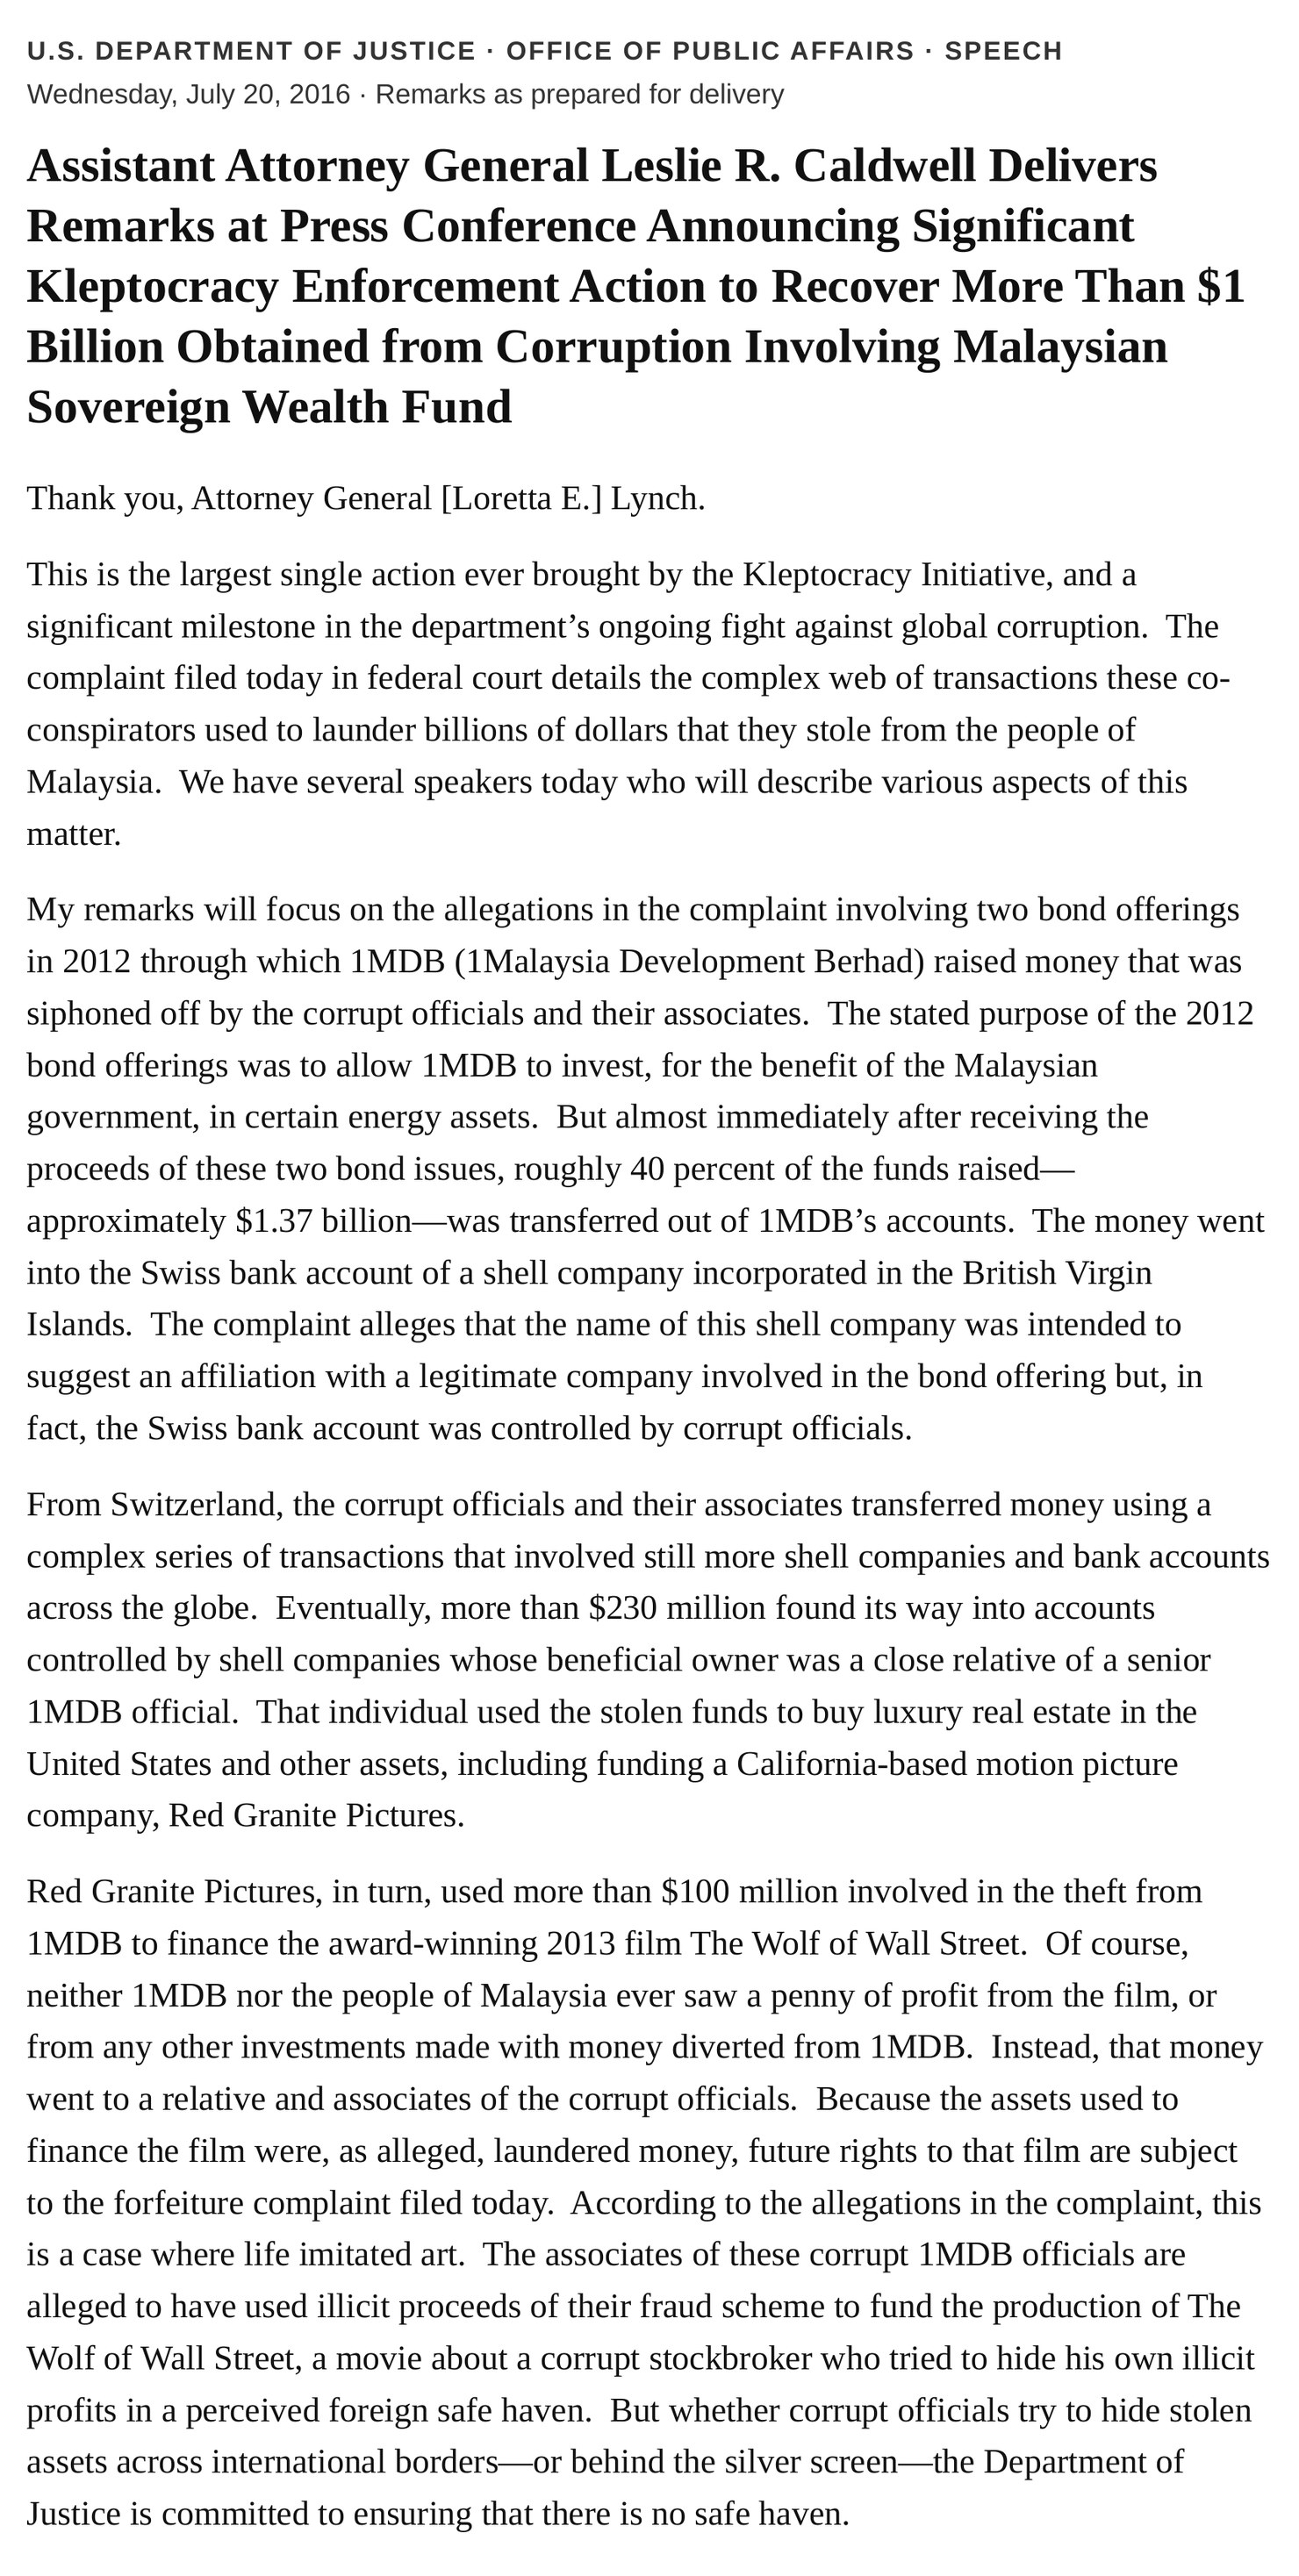 U.S. DEPARTMENT OF JUSTICE · OFFICE OF PUBLIC AFFAIRS · SPEECH
Wednesday, July 20, 2016 · Remarks as prepared for delivery
Assistant Attorney General Leslie R. Caldwell Delivers
Remarks at Press Conference Announcing Significant
Kleptocracy Enforcement Action to Recover More Than $1
Billion Obtained from Corruption Involving Malaysian
Sovereign Wealth Fund
Thank you, Attorney General [Loretta E.] Lynch.
This is the largest single action ever brought by the Kleptocracy Initiative, and a
significant milestone in the department’s ongoing fight against global corruption.  The
complaint filed today in federal court details the complex web of transactions these co-
conspirators used to launder billions of dollars that they stole from the people of
Malaysia.  We have several speakers today who will describe various aspects of this
matter.
My remarks will focus on the allegations in the complaint involving two bond offerings
in 2012 through which 1MDB (1Malaysia Development Berhad) raised money that was
siphoned off by the corrupt officials and their associates.  The stated purpose of the 2012
bond offerings was to allow 1MDB to invest, for the benefit of the Malaysian
government, in certain energy assets.  But almost immediately after receiving the
proceeds of these two bond issues, roughly 40 percent of the funds raised—
approximately $1.37 billion—was transferred out of 1MDB’s accounts.  The money went
into the Swiss bank account of a shell company incorporated in the British Virgin
Islands.  The complaint alleges that the name of this shell company was intended to
suggest an affiliation with a legitimate company involved in the bond offering but, in
fact, the Swiss bank account was controlled by corrupt officials.
From Switzerland, the corrupt officials and their associates transferred money using a
complex series of transactions that involved still more shell companies and bank accounts
across the globe.  Eventually, more than $230 million found its way into accounts
controlled by shell companies whose beneficial owner was a close relative of a senior
1MDB official.  That individual used the stolen funds to buy luxury real estate in the
United States and other assets, including funding a California-based motion picture
company, Red Granite Pictures.
Red Granite Pictures, in turn, used more than $100 million involved in the theft from
1MDB to finance the award-winning 2013 film The Wolf of Wall Street.  Of course,
neither 1MDB nor the people of Malaysia ever saw a penny of profit from the film, or
from any other investments made with money diverted from 1MDB.  Instead, that money
went to a relative and associates of the corrupt officials.  Because the assets used to
finance the film were, as alleged, laundered money, future rights to that film are subject
to the forfeiture complaint filed today.  According to the allegations in the complaint, this
is a case where life imitated art.  The associates of these corrupt 1MDB officials are
alleged to have used illicit proceeds of their fraud scheme to fund the production of The
Wolf of Wall Street, a movie about a corrupt stockbroker who tried to hide his own illicit
profits in a perceived foreign safe haven.  But whether corrupt officials try to hide stolen
assets across international borders—or behind the silver screen—the Department of
Justice is committed to ensuring that there is no safe haven.